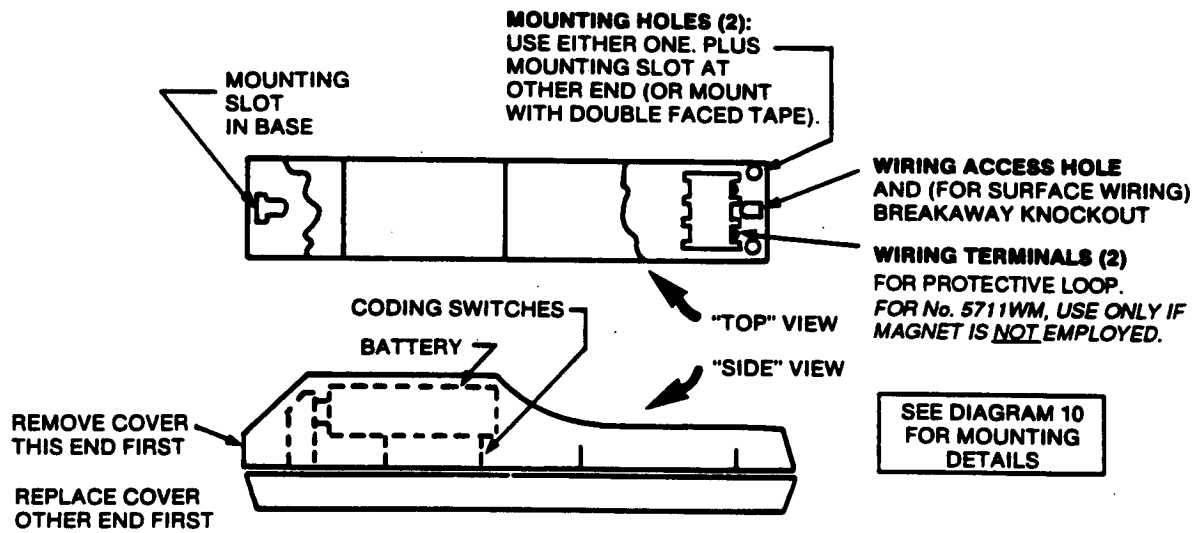 MOUNTING HOLES (2):
USE EITHER ONE. PLUS
MOUNTING SLOT AT
OTHER END (OR MOUNT
WITH DOUBLE FACED TAPE).
MOUNTING
SLOT
IN BASE
WIRING ACCESS HOLE
AND (FOR SURFACE WIRING)
BREAKAWAY KNOCKOUT
WIRING TERMINALS (2)
FOR PROTECTIVE LOOP.
FOR No. 5711WM, USE ONLY IF
MAGNET IS NOT EMPLOYED.
CODING SWITCHES
BATTERY
"TOP" VIEW
"SIDE" VIEW
REMOVE COVER
THIS END FIRST
REPLACE COVER
OTHER END FIRST
SEE DIAGRAM 10
FOR MOUNTING
DETAILS